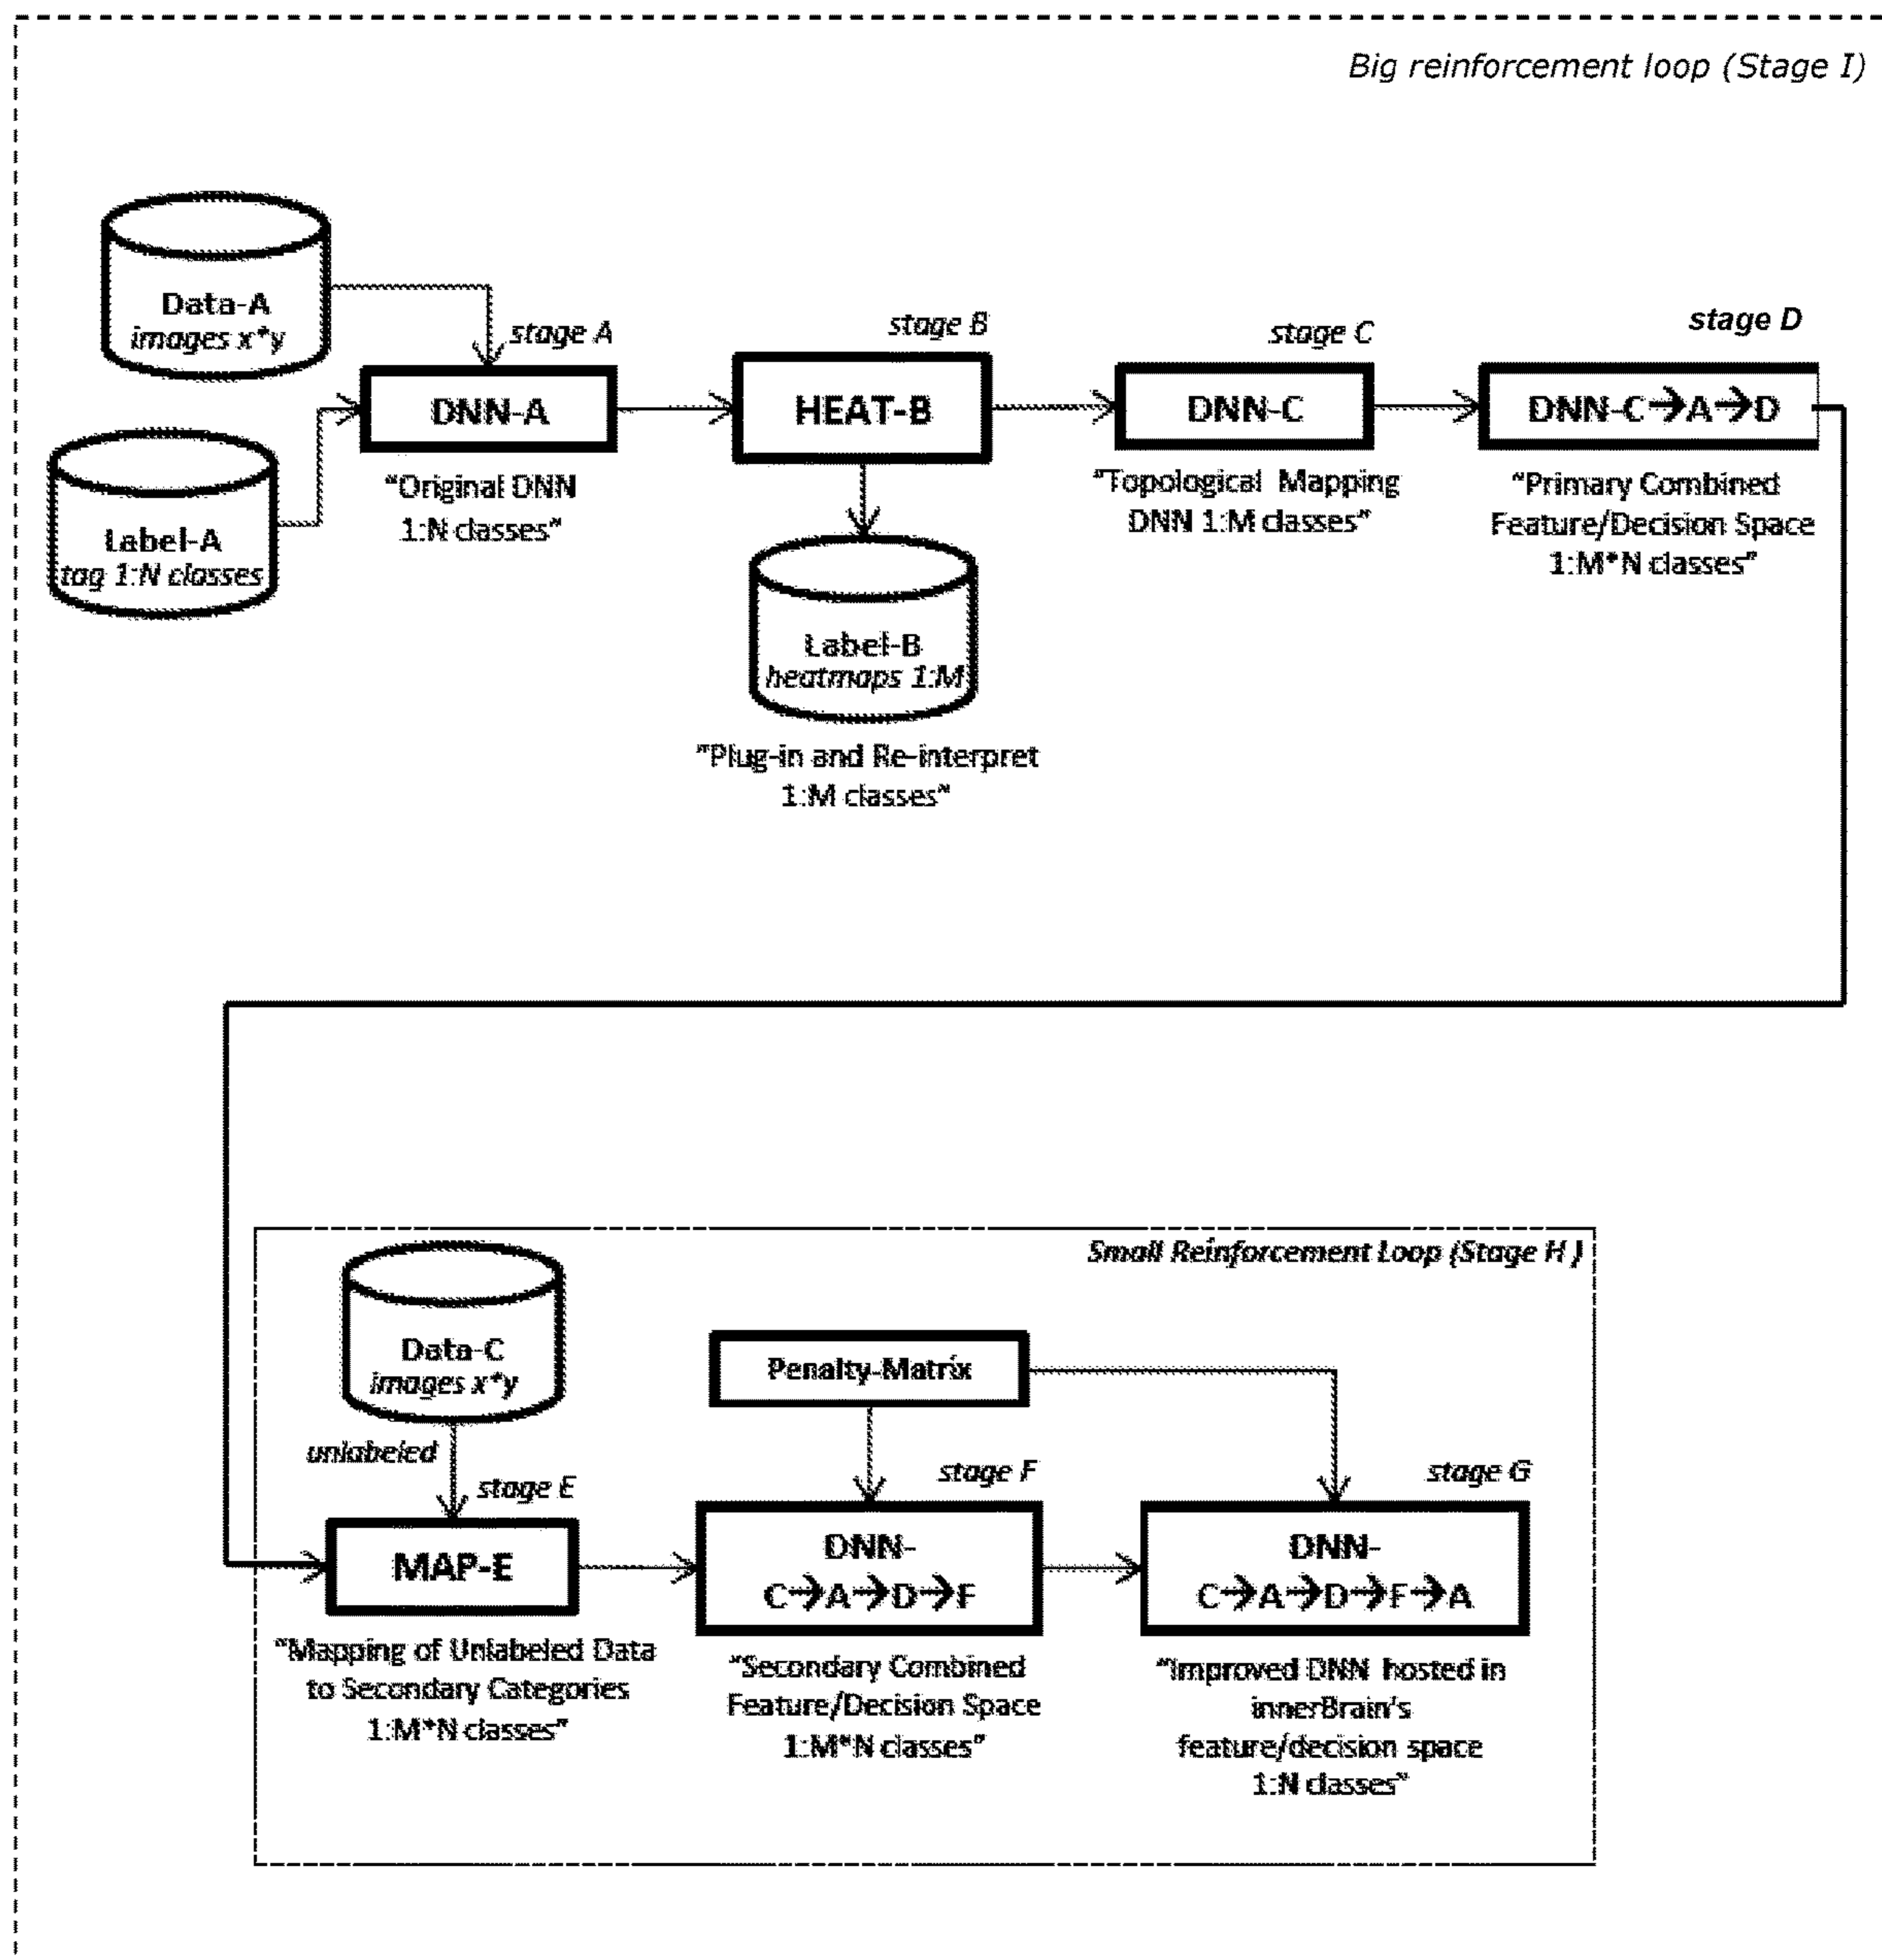 Big reinforcement loop (Stage I)
Data-A
images x*y
stage A
stage B
stage C
stage D
DNN-A
HEAT-B
DNN-C
DNN-C→A→D
Label-A
tag 1:N classes
"Original DNN
1:N classes"
"Topological Mapping
DNN 1:M classes"
"Primary Combined
Feature/Decision Space
1:M*N classes"
Label-B
heatmaps 1:M
"Plug-in and Re-interpret
1:M classes"
Small Reinforcement Loop (Stage H )
Data-C
images x*y
unlabeled
Penalty-Matrix
stage E
stage F
stage G
MAP-E
DNN-
C→A→D→F
DNN-
C→A→D→F→A
"Mapping of Unlabeled Data
to Secondary Categories
1:M*N classes"
"Secondary Combined
Feature/Decision Space
1:M*N classes"
"Improved DNN hosted in
innerBrain's
feature/decision space
1:N classes"